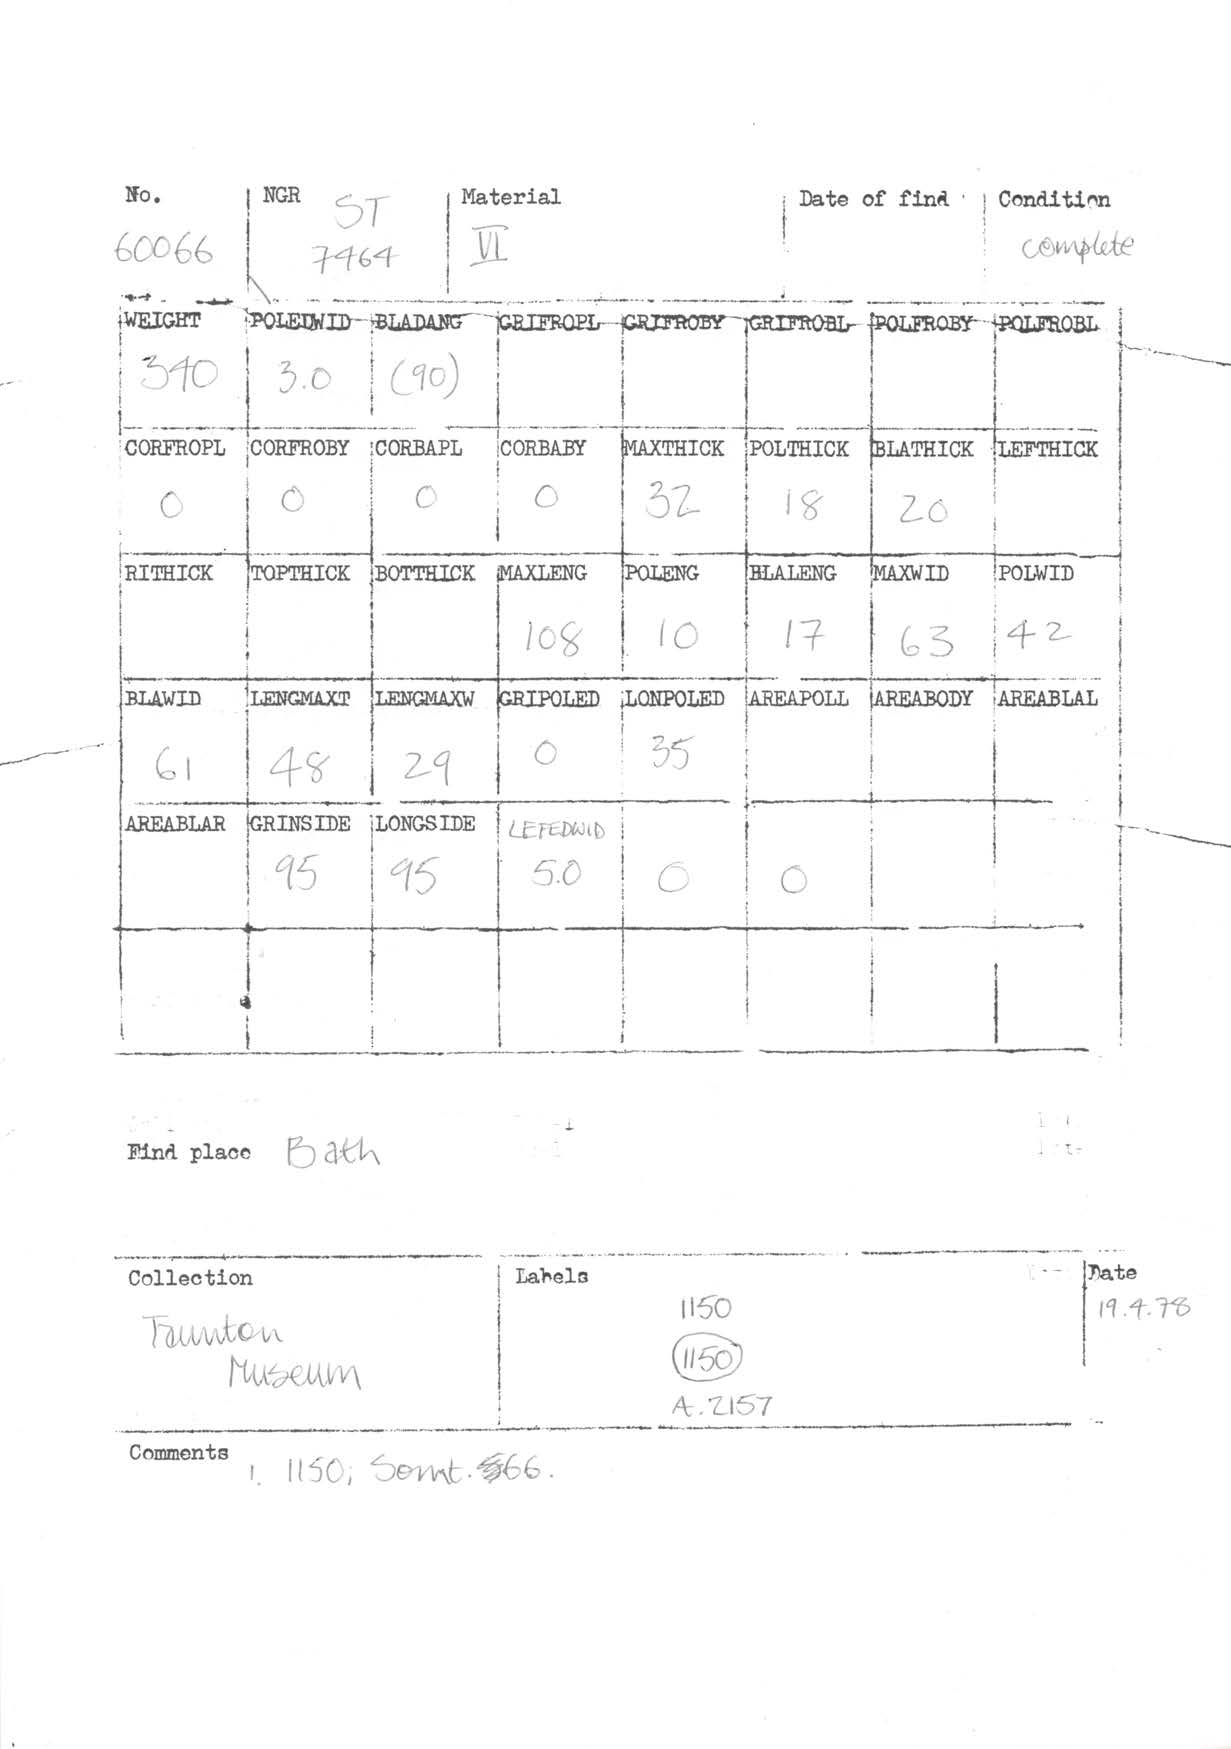 No. NGR Material Date of find Condition
ST
60066 7464 VI complete
WEIGHT POLEDWID BLADANG GRIFROPL GRIFROBY GRIFROBL POLFROBY POLFROBL
340 3.0 (90)
CORFROPL CORFROBY CORBAPL CORBABY MAXTHICK POLTHICK BLATHICK LEFTHICK
0 0 0 0 32 18 20
RITHICK TOPTHICK BOTTHICK MAXLENG POLENG BLALENG MAXWID POLWID
108 10 17 63 42
BLAWID LENGMAXT LENGMAXW GRIPOLED LONPOLED AREAPOLL AREABODY AREABLAL
61 48 29 0 35
AREABLAR GRINSIDE LONGSIDE LEFEDWID
95 95 5.0 0 0
Find place Bath
Collection Labels Date
1150 19.4.78
Taunton
Museum 1150
A.2157
Comments 1. 1150; Somt. 66.